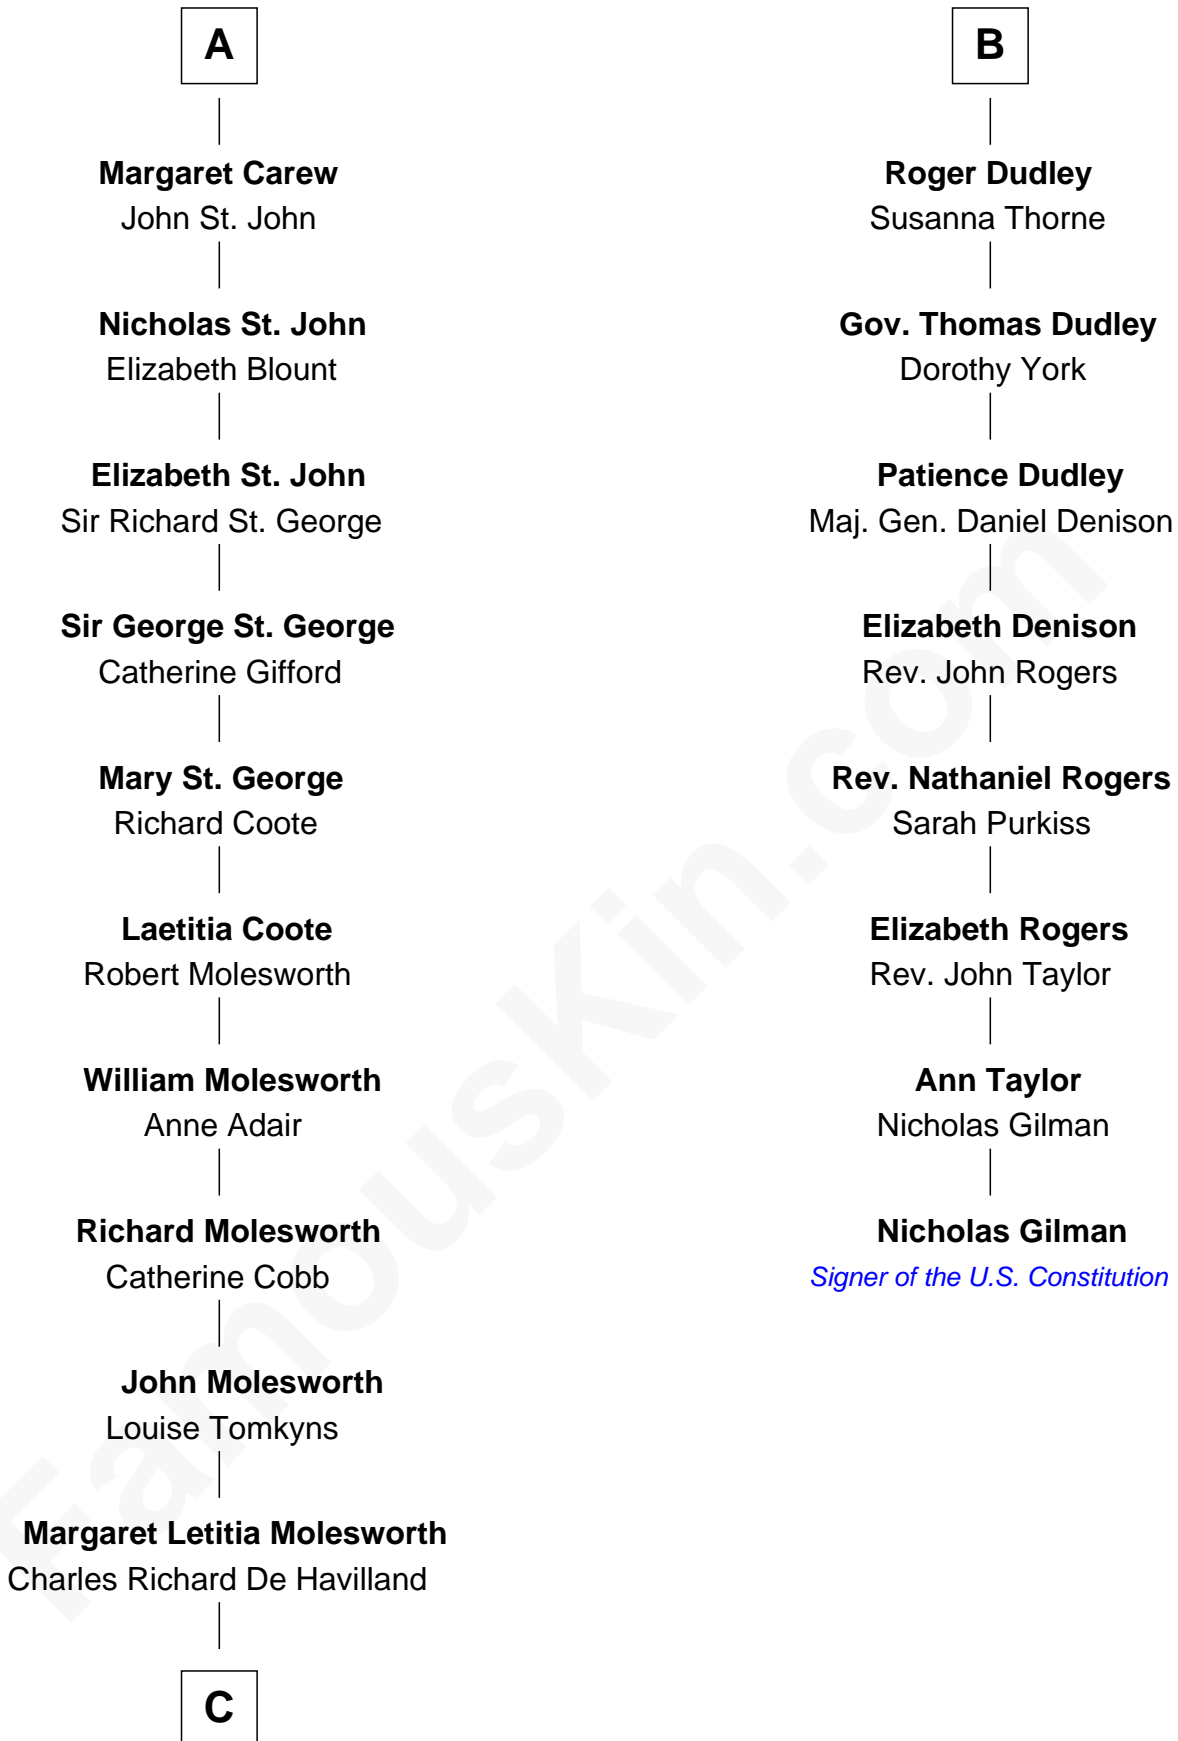 A
Margaret Carew
John St. John
Nicholas St. John
Elizabeth Blount
Elizabeth St. John
Sir Richard St. George
Sir George St. George
Catherine Gifford
Mary St. George
Richard Coote
Laetitia Coote
Robert Molesworth
William Molesworth
Anne Adair
Richard Molesworth
Catherine Cobb
John Molesworth
Louise Tomkyns
Margaret Letitia Molesworth
Charles Richard De Havilland
C
B
Roger Dudley
Susanna Thorne
Gov. Thomas Dudley
Dorothy York
Patience Dudley
Maj. Gen. Daniel Denison
Elizabeth Denison
Rev. John Rogers
Rev. Nathaniel Rogers
Sarah Purkiss
Elizabeth Rogers
Rev. John Taylor
Ann Taylor
Nicholas Gilman
Nicholas Gilman
Signer of the U.S. Constitution
FamousKin.com